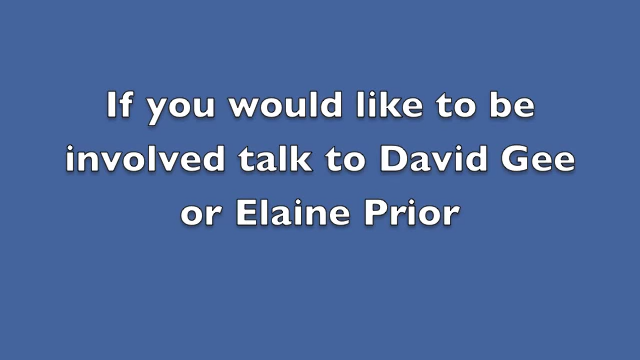 If you would like to be
involved talk to David Gee
or Elaine Prior